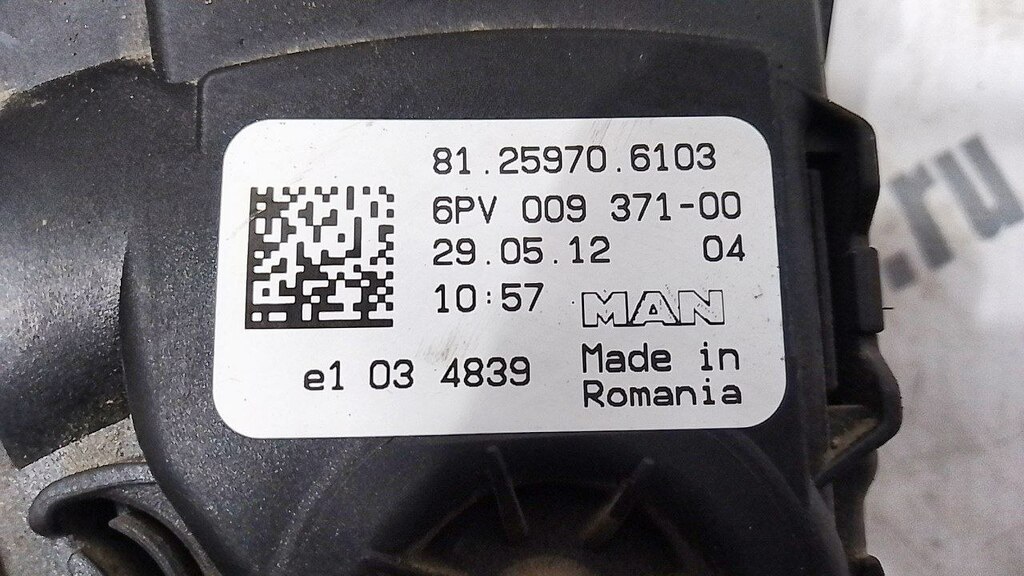 81.25970.6103
6PV 009 371-00
29.05.12 04
10:57 MAN
e1 03 4839
Made in
Romania
.ru